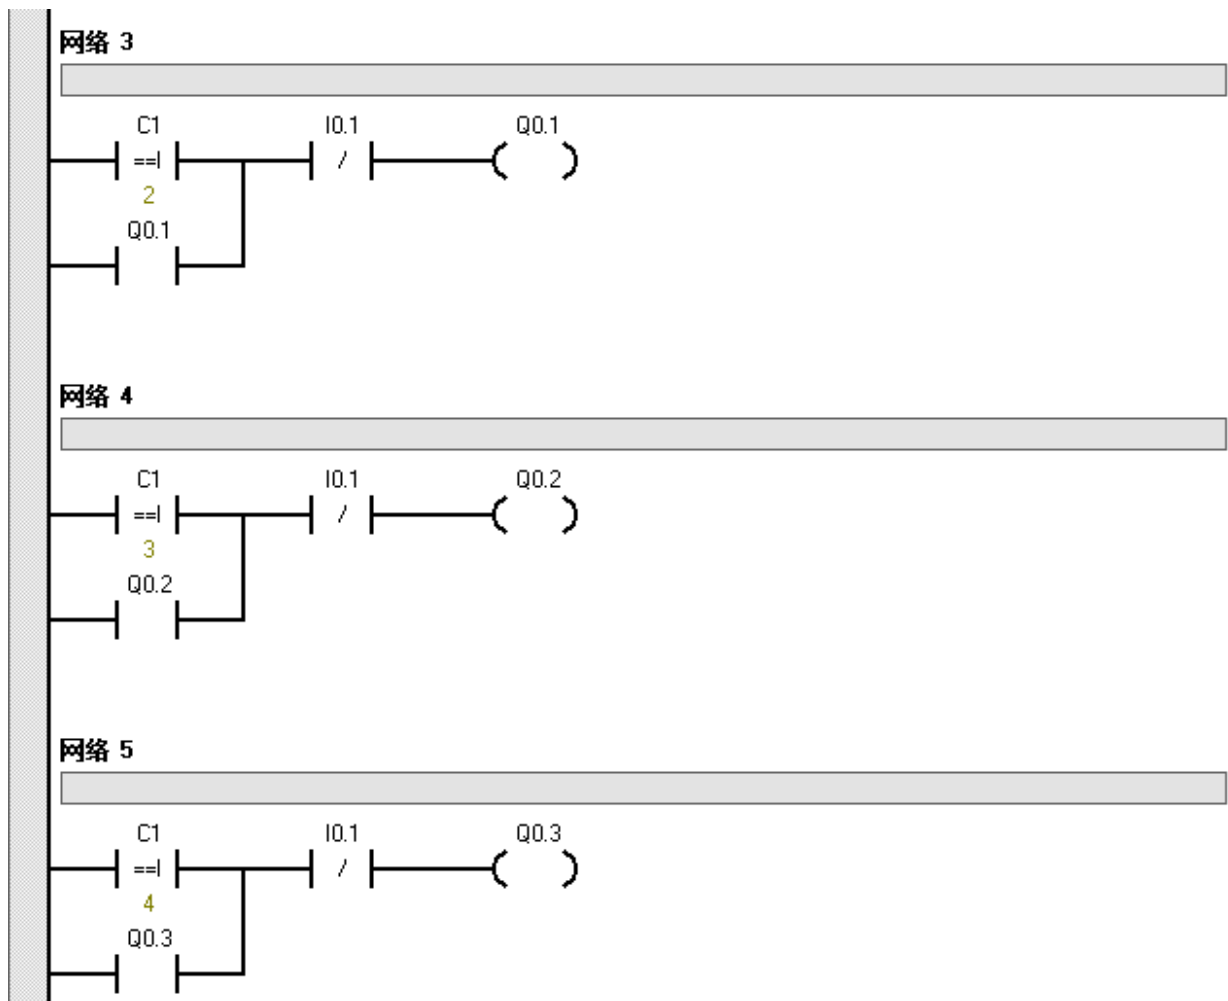 网络 3
C1 I0.1 Q0.1
==I /
2
Q0.1
网络 4
C1 I0.1 Q0.2
==I /
3
Q0.2
网络 5
C1 I0.1 Q0.3
==I /
4
Q0.3